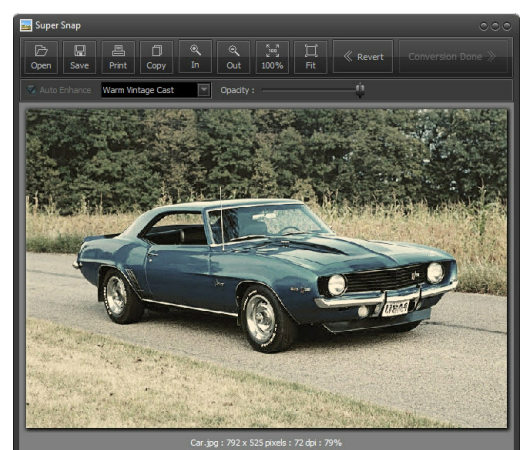 Super Snap
Open Save Print Copy In Out 100% Fit Revert Conversion Done
Auto Enhance Warm Vintage Cast Opacity :
Car.jpg : 792 x 525 pixels : 72 dpi : 79%